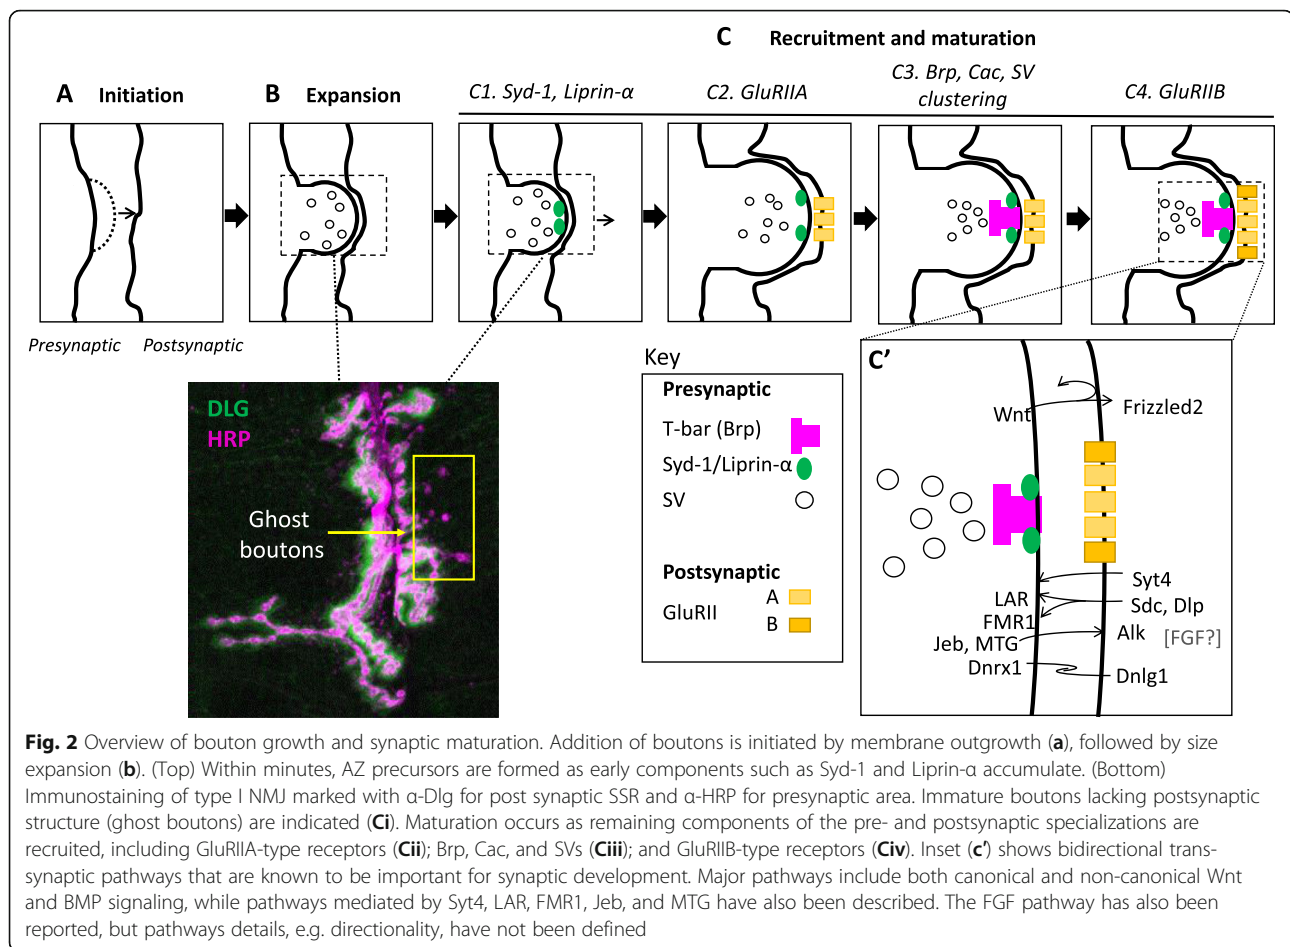 C Recruitment and maturation
A Initiation
B Expansion
C1. Syd-1, Liprin-α
C2. GluRIIA
C3. Brp, Cac, SV
clustering
C4. GluRIIB
Presynaptic Postsynaptic
DLG
HRP
Ghost
boutons
Key
Presynaptic
T-bar (Brp)
Syd-1/Liprin-α
SV
Postsynaptic
GluRII
A
B
C’
Wnt
Frizzled2
Syt4
LAR
Sdc, Dlp
FMR1
Jeb, MTG
Alk [FGF?]
Dnrx1
Dnlg1
Fig. 2 Overview of bouton growth and synaptic maturation. Addition of boutons is initiated by membrane outgrowth (a), followed by size
expansion (b). (Top) Within minutes, AZ precursors are formed as early components such as Syd-1 and Liprin-α accumulate. (Bottom)
Immunostaining of type I NMJ marked with α-Dlg for post synaptic SSR and α-HRP for presynaptic area. Immature boutons lacking postsynaptic
structure (ghost boutons) are indicated (Ci). Maturation occurs as remaining components of the pre- and postsynaptic specializations are
recruited, including GluRIIA-type receptors (Cii); Brp, Cac, and SVs (Ciii); and GluRIIB-type receptors (Civ). Inset (c’) shows bidirectional trans-
synaptic pathways that are known to be important for synaptic development. Major pathways include both canonical and non-canonical Wnt
and BMP signaling, while pathways mediated by Syt4, LAR, FMR1, Jeb, and MTG have also been described. The FGF pathway has also been
reported, but pathways details, e.g. directionality, have not been defined